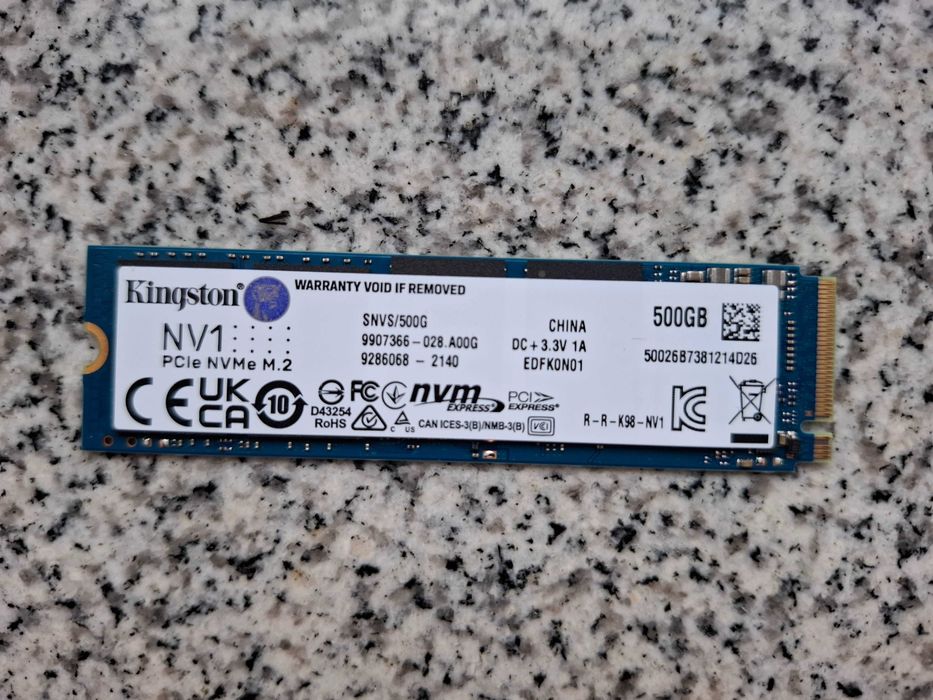 Kingston®
WARRANTY VOID IF REMOVED
NV1
PCIe NVMe M.2
SNVS/500G
9907366-028.A00G
9286068 - 2140
CHINA
DC + 3.3V 1A
EDFK0N01
500GB
50026B7381214D26
CE
UK
CA
10
D43254
RoHS
FC
nvm
EXPRESS
PCI
EXPRESS®
C US
CAN ICES-3(B)/NMB-3(B)
VCI
R-R-K98-NV1